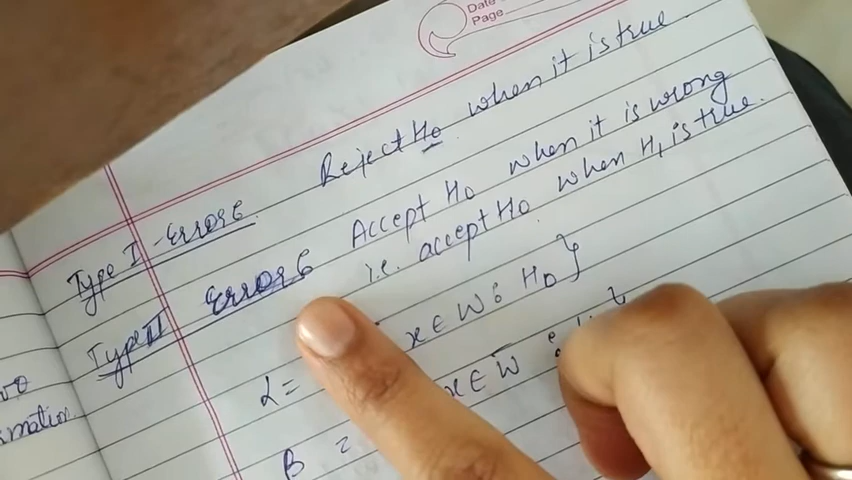 Date
Page
Type I - Error: Reject H0 when it is true.
Type II Error: Accept H0 when it is wrong
i.e. accept H0 when H1 is true.
α = x ∈ W : H0}
β = x ∈ W̅ :